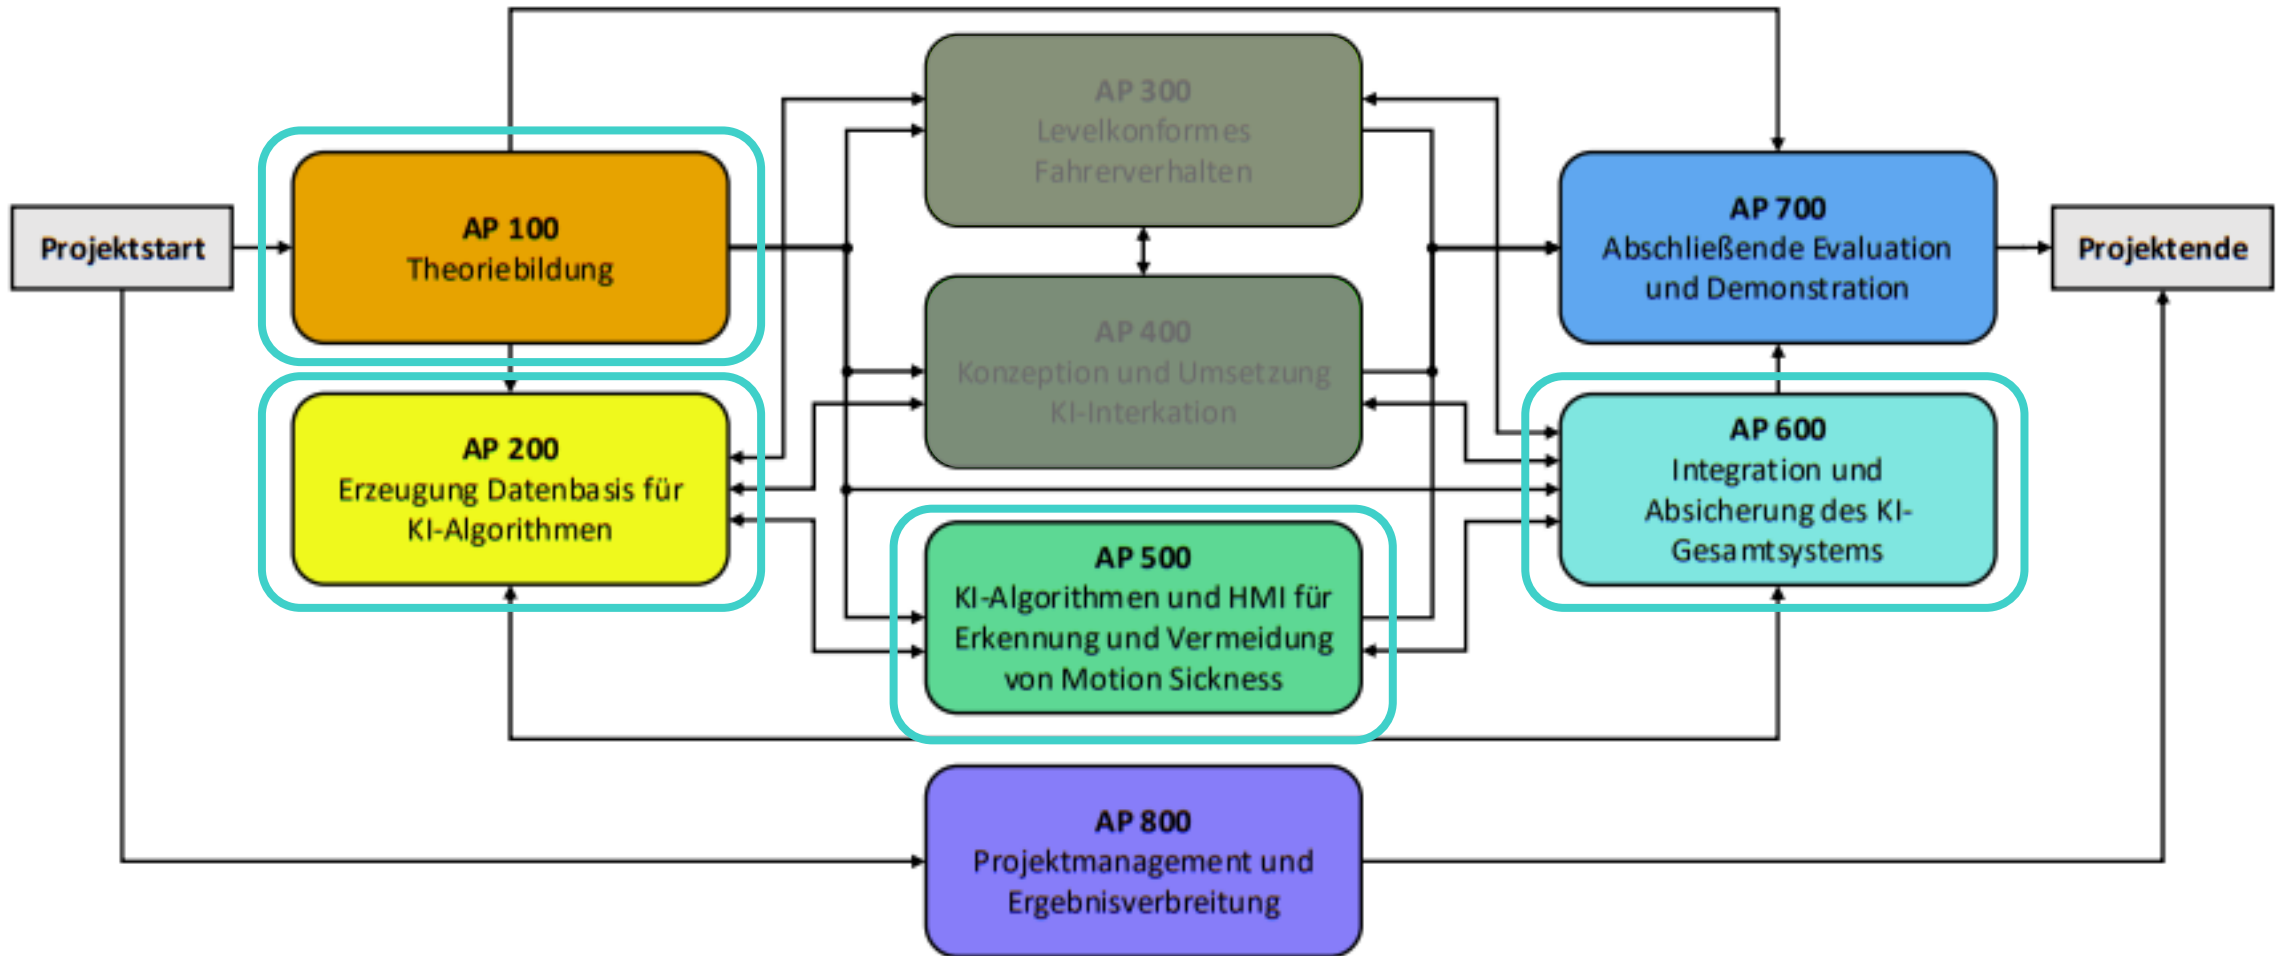 Projektstart
AP 100
Theoriebildung
AP 200
Erzeugung Datenbasis für
KI-Algorithmen
AP 300
Levelkonformes
Fahrerverhalten
AP 400
Konzeption und Umsetzung
KI-Interkation
AP 500
KI-Algorithmen und HMI für
Erkennung und Vermeidung
von Motion Sickness
AP 800
Projektmanagement und
Ergebnisverbreitung
AP 700
Abschließende Evaluation
und Demonstration
AP 600
Integration und
Absicherung des KI-
Gesamtsystems
Projektende